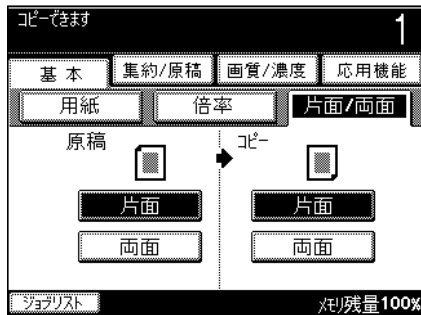 ｺﾋﾟｰできます
1
基本 集約/原稿 画質/濃度 応用機能
用紙 倍率 片面/両面
原稿 ｺﾋﾟｰ
片面 片面
両面 両面
ｼﾞｮﾌﾞﾘｽﾄ ﾒﾓﾘ残量100%